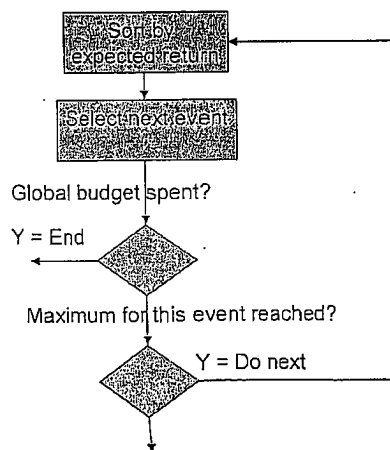 Sort by
expected return
Select next event
Global budget spent?
Y = End
Maximum for this event reached?
Y = Do next